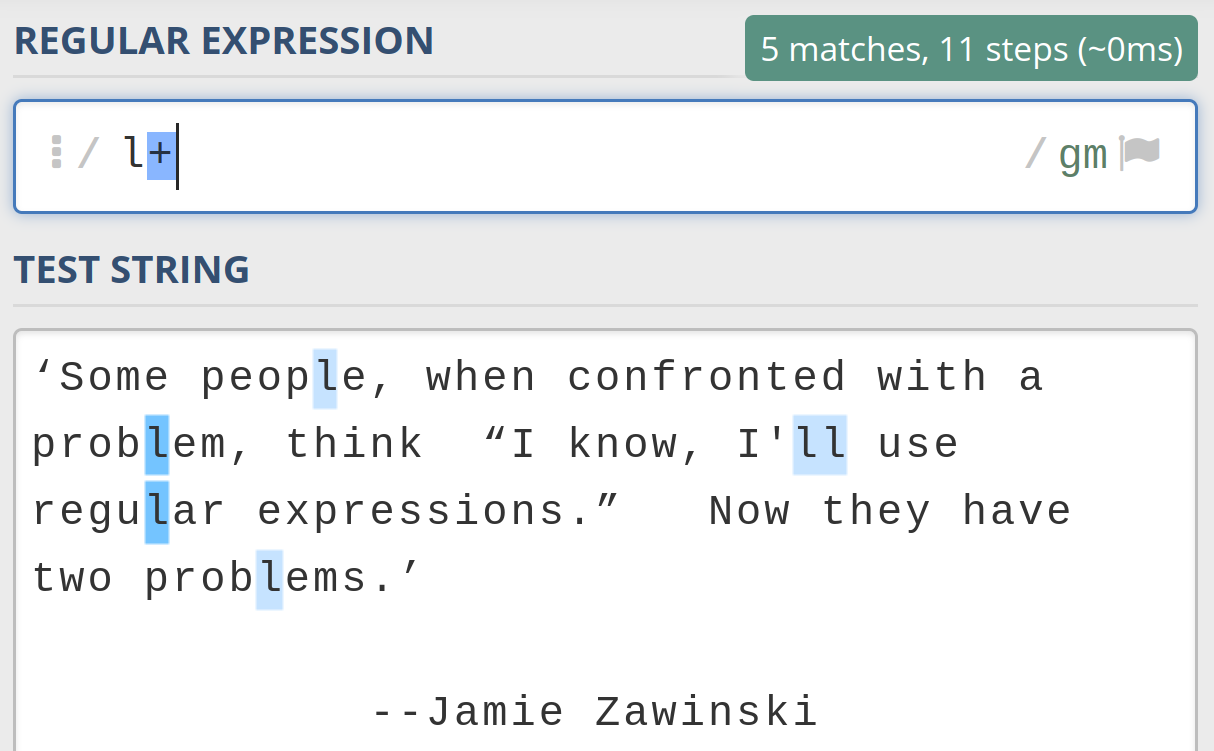 REGULAR EXPRESSION
5 matches, 11 steps (~0ms)
/ l+ / gm
TEST STRING
‘Some people, when confronted with a
problem, think  “I know, I'll use
regular expressions.”   Now they have
two problems.’
--Jamie Zawinski